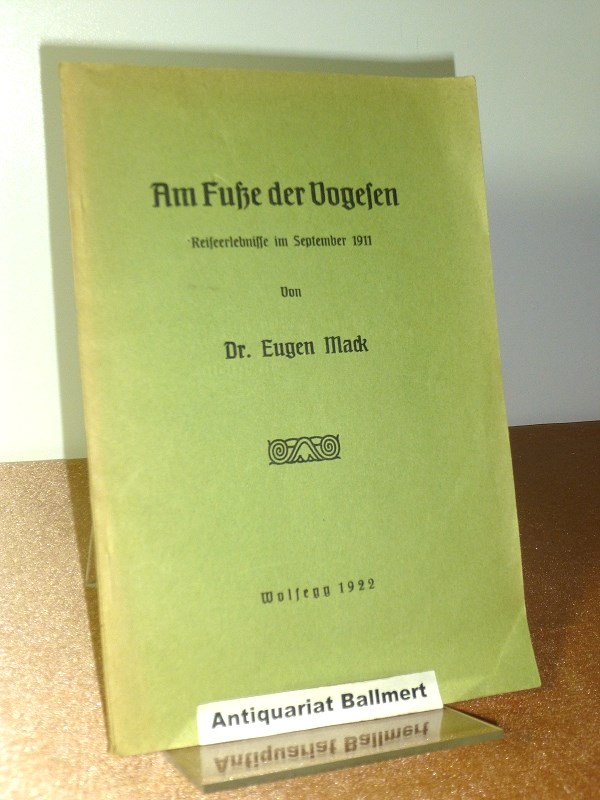 Am Fuße der Vogesen
Reiseerlebnisse im September 1911
Von
Dr. Eugen Mack
Wolfegg 1922
Antiquariat Ballmert